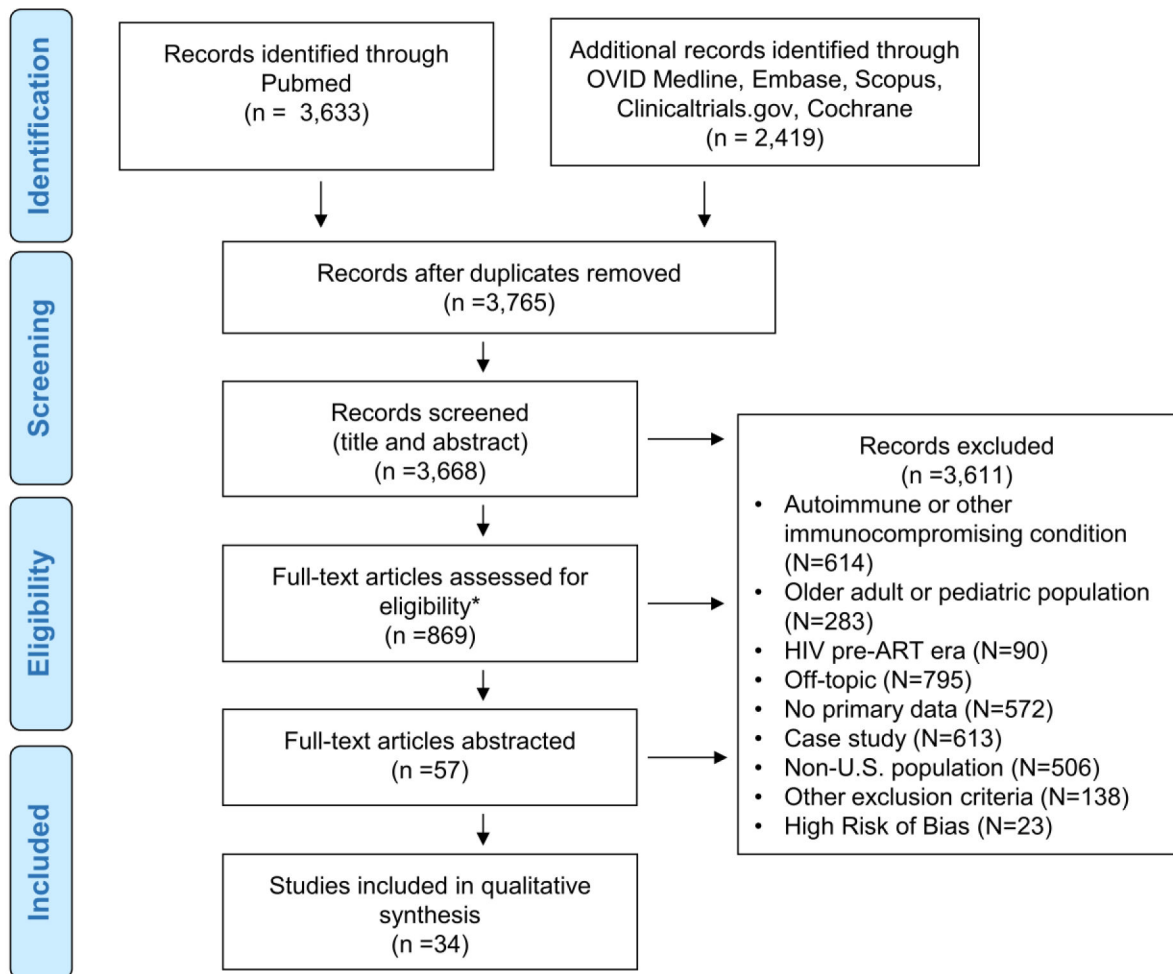 Identification
Records identified through
Pubmed
(n =  3,633)
Additional records identified through
OVID Medline, Embase, Scopus,
Clinicaltrials.gov, Cochrane
(n = 2,419)
Screening
Records after duplicates removed
(n =3,765)
Records screened
(title and abstract)
(n =3,668)
Records excluded
(n =3,611)
• Autoimmune or other
immunocompromising condition
(N=614)
• Older adult or pediatric population
(N=283)
• HIV pre-ART era (N=90)
• Off-topic (N=795)
• No primary data (N=572)
• Case study (N=613)
• Non-U.S. population (N=506)
• Other exclusion criteria (N=138)
• High Risk of Bias (N=23)
Eligibility
Full-text articles assessed for
eligibility*
(n =869)
Full-text articles abstracted
(n =57)
Included
Studies included in qualitative
synthesis
(n =34)